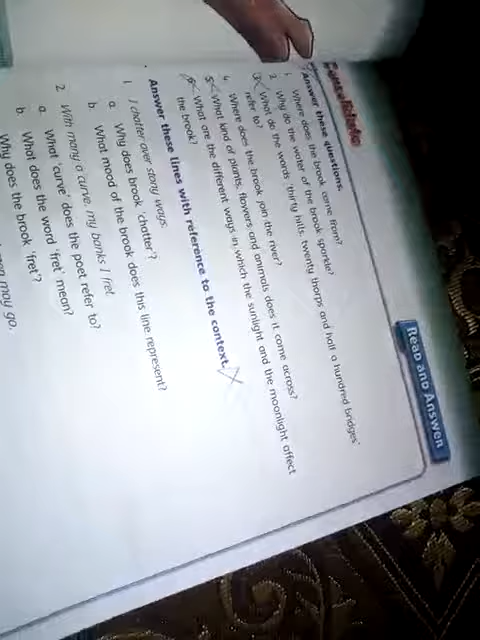 Read and Answer
Answer these questions.
1 Where does the brook come from?
2 Why do the water of the brook sparkle?
3 What do the words 'thirty hills, twenty thorps and half a hundred bridges'
refer to?
4 Where does the brook join the river?
5 What kind of plants, flowers and animals does it come across?
6 What are the different ways in which the sunlight and the moonlight affect
the brook?
Answer these lines with reference to the context.
1 I chatter over stony ways.
a Why does brook 'chatter'?
b What mood of the brook does this line represent?
2 With many a curve, my banks I fret
a What 'curve' does the poet refer to?
b What does the word 'fret' mean?
Why does the brook 'fret'?
may go,